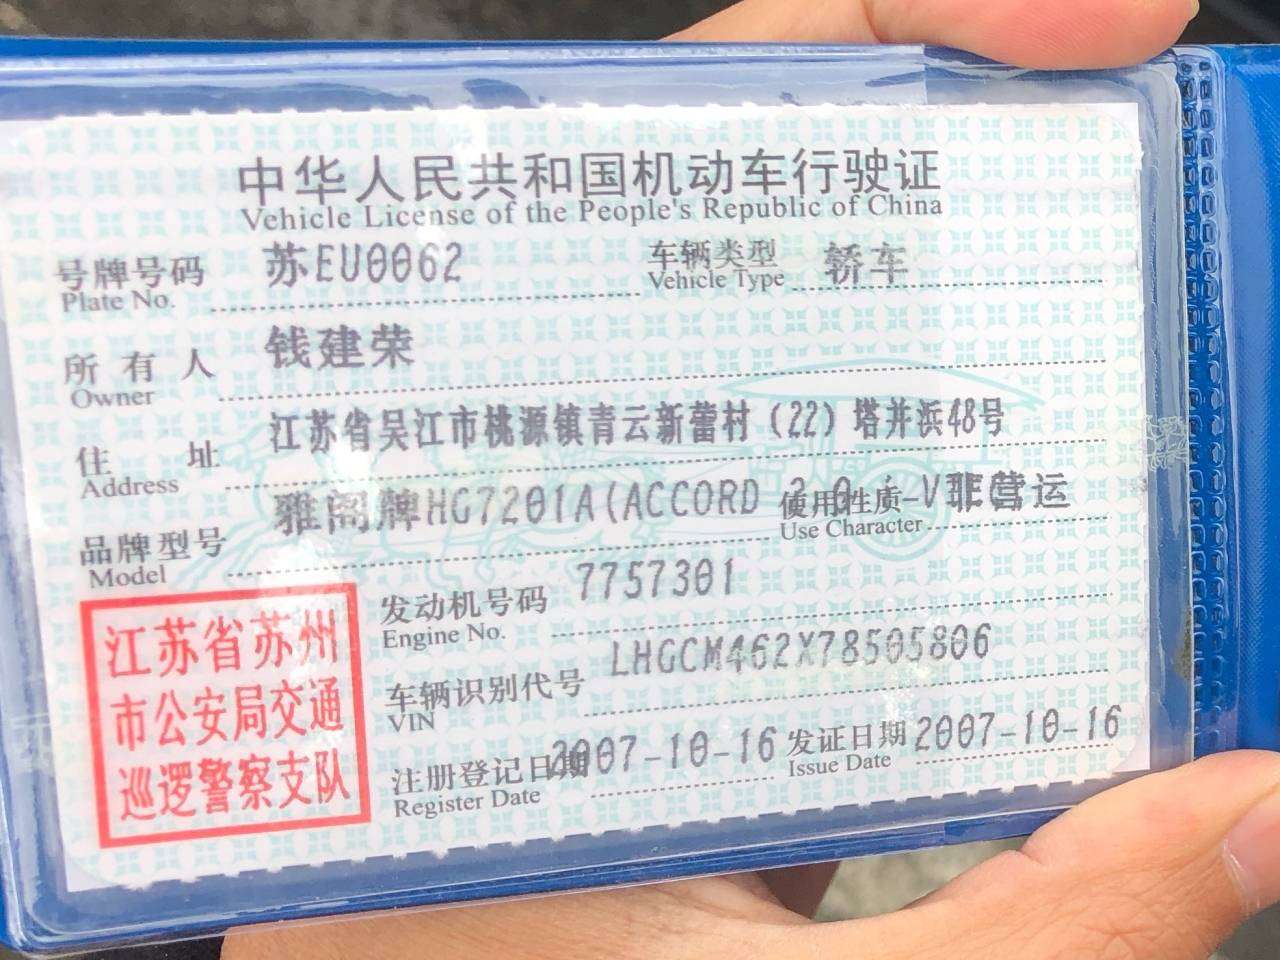 中华人民共和国机动车行驶证
Vehicle License of the People's Republic of China
号牌号码 苏EU0062 车辆类型 轿车
Plate No. Vehicle Type
所有人 钱建荣
Owner
住址 江苏省吴江市桃源镇青云新蕾村(22)塔并浜48号
Address
品牌型号 雅阁牌HG7201A(ACCORD 使用性质 非营运
Model Use Character
发动机号码 7757301
Engine No.
车辆识别代号 LHGCM462X78505806
VIN
注册登记日期 2007-10-16 发证日期 2007-10-16
Register Date Issue Date
江苏省苏州
市公安局交通
巡逻警察支队